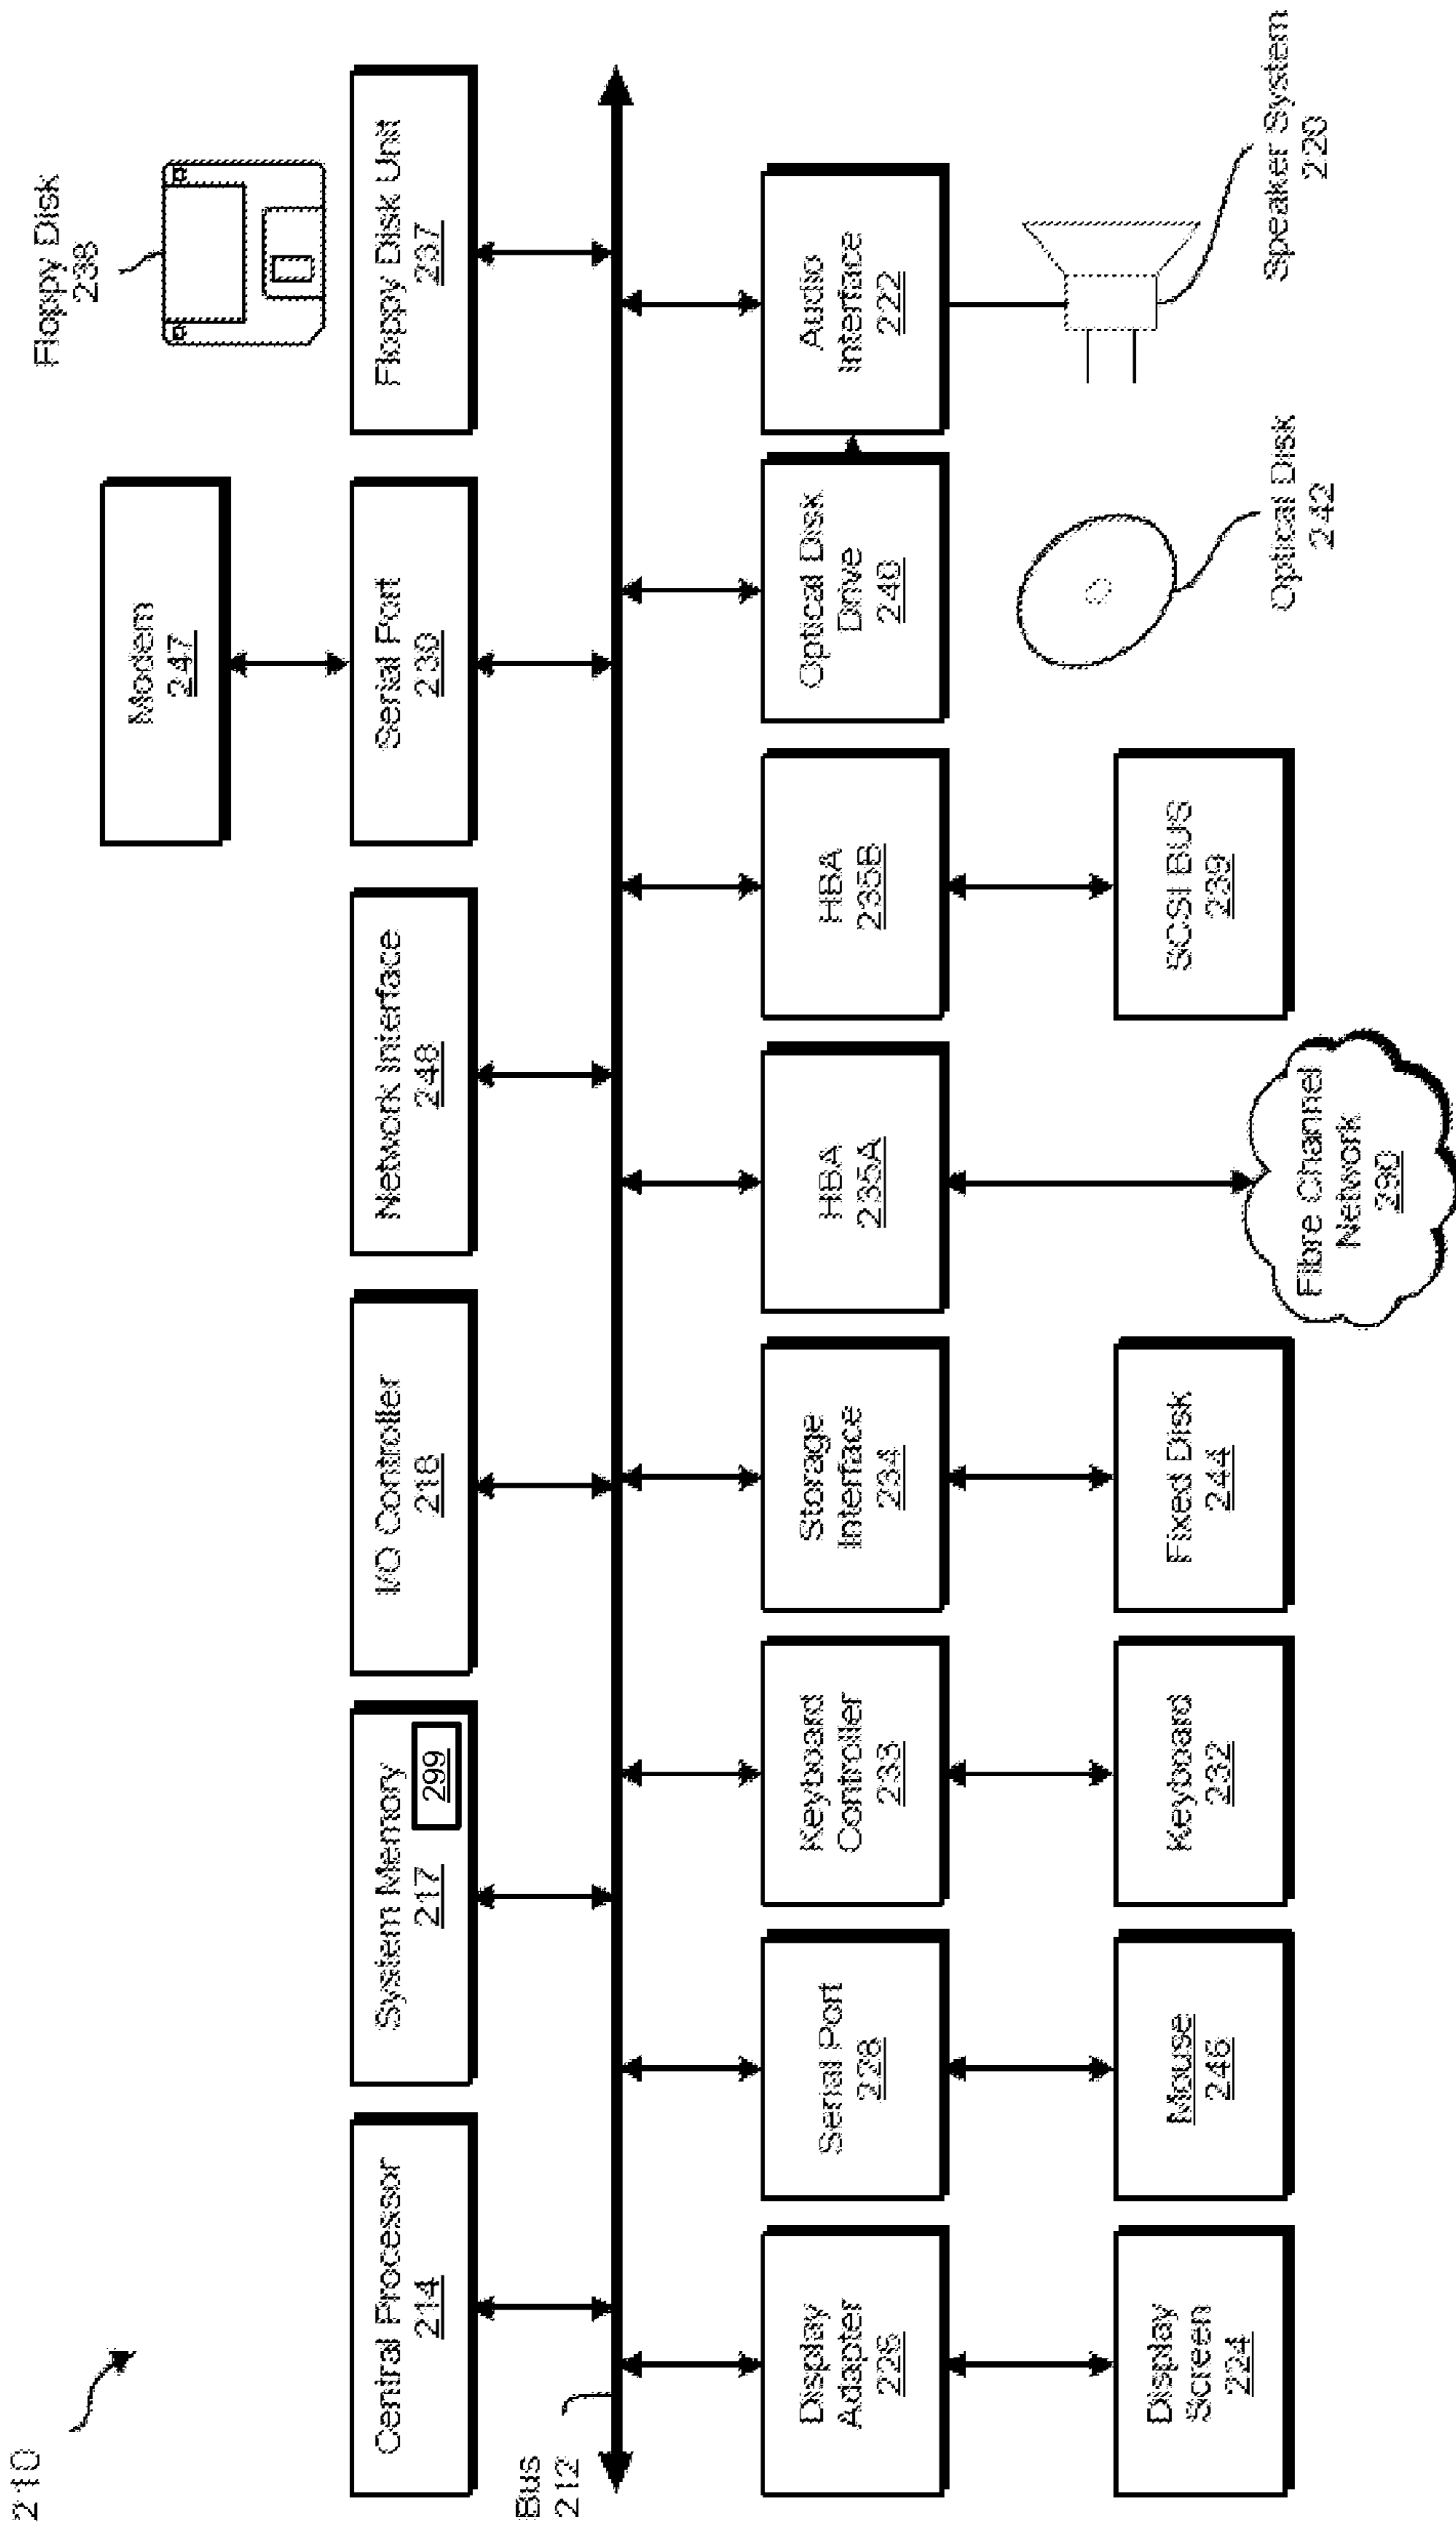 210
Floppy Disk
238
Modem
247
Central Processor
214
System Memory
217
299
I/O Controller
218
Network Interface
248
Serial Port
230
Floppy Disk Unit
237
Bus
212
Display
Adapter
226
Serial Port
228
Keyboard
Controller
233
Storage
Interface
234
HBA
235A
HBA
235B
Optical Disk
Drive
240
Audio
Interface
222
Display
Screen
224
Mouse
246
Keyboard
232
Fixed Disk
244
Fibre Channel
Network
290
SCSI BUS
239
Optical Disk
242
Speaker System
220